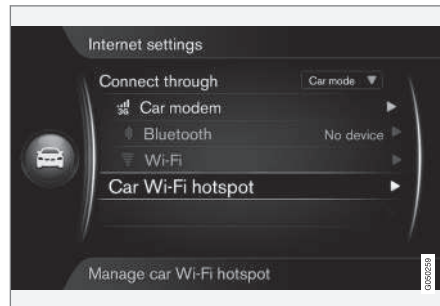 Internet settings
Connect through Car mode
3G Car modem
Bluetooth No device
Wi-Fi
Car Wi-Fi hotspot
Manage car Wi-Fi hotspot
G050259